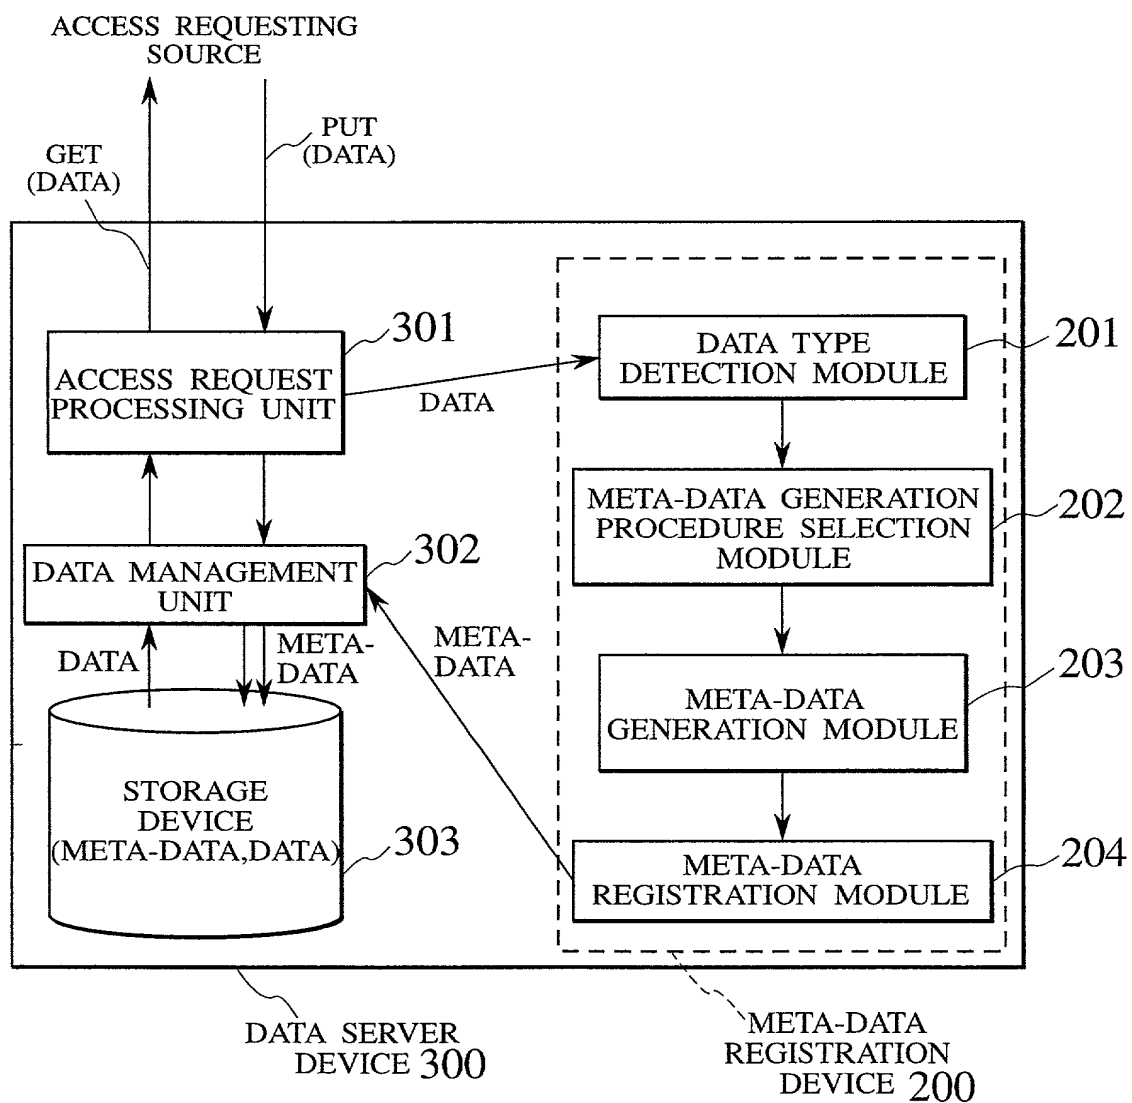 ACCESS REQUESTING
SOURCE
PUT
(DATA)
GET
(DATA)
301
201
DATA TYPE
DETECTION MODULE
ACCESS REQUEST
PROCESSING UNIT
DATA
META-DATA GENERATION
PROCEDURE SELECTION
MODULE
202
302
DATA MANAGEMENT
UNIT
DATA
META-
DATA
META-
DATA
203
META-DATA
GENERATION MODULE
STORAGE
DEVICE
(META-DATA,DATA)
303
META-DATA
REGISTRATION MODULE
204
DATA SERVER
DEVICE 300
META-DATA
REGISTRATION
DEVICE 200